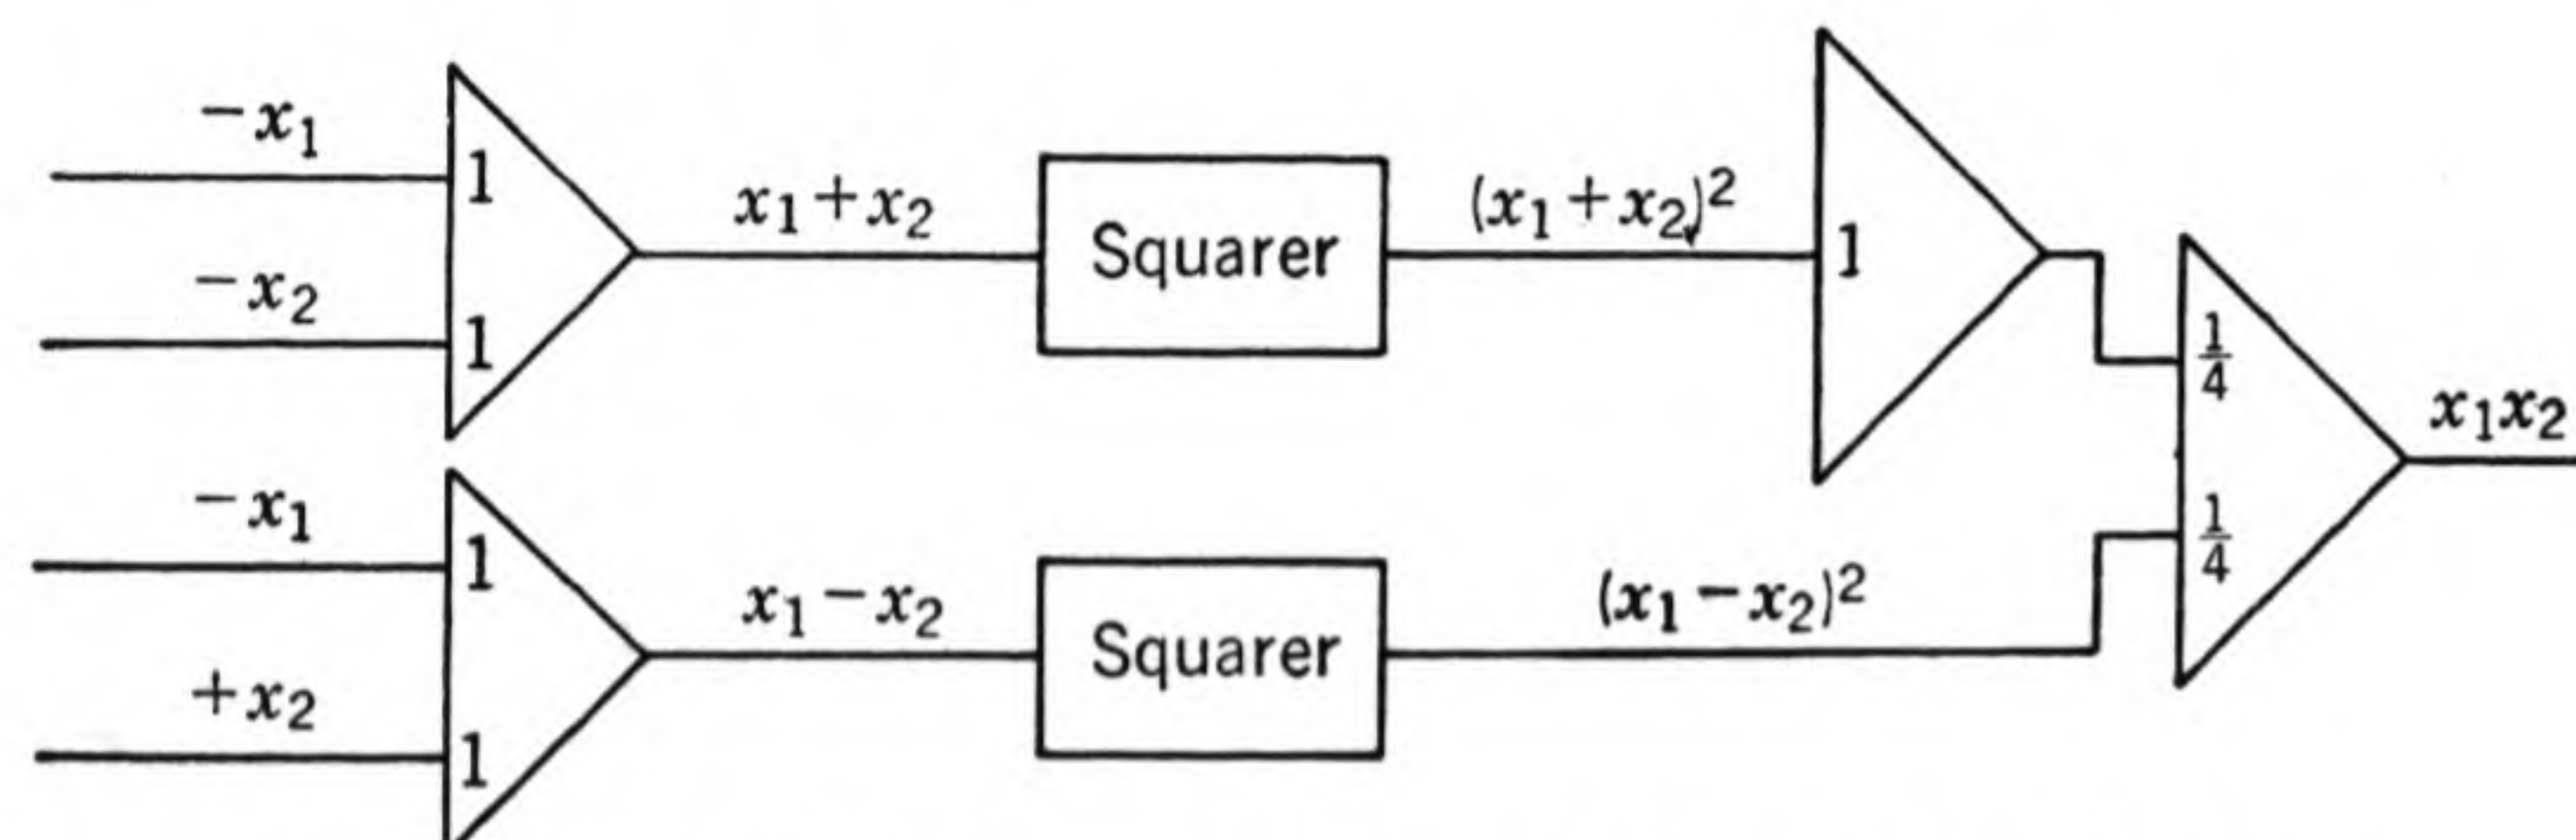 −x₁
1
x₁+x₂
Squarer
(x₁+x₂)²
1
−x₂
1
1/4
x₁x₂
−x₁
1
1/4
x₁−x₂
Squarer
(x₁−x₂)²
+x₂
1